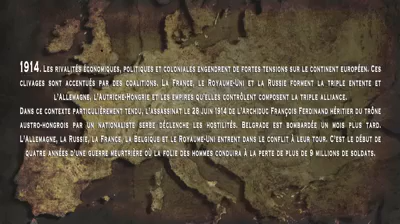 1914. Les rivalités économiques, politiques et coloniales engendrent de fortes tensions sur le continent européen. Ces
clivages sont accentués par des coalitions. La France, le Royaume-Uni et la Russie forment la triple entente et
l'Allemagne, l'Autriche-Hongrie et les empires qu'elles contrôlent composent la triple alliance.
Dans ce contexte particulièrement tendu, l'assassinat le 28 juin 1914 de l'archiduc François Ferdinand héritier du trône
austro-hongrois par un nationaliste serbe déclenche les hostilités. Belgrade est bombardée un mois plus tard.
L'Allemagne, la Russie, la France, la Belgique et le Royaume-Uni entrent dans le conflit à leur tour. C'est le début de
quatre années d'une guerre meurtrière où la folie des hommes conduira à la perte de plus de 9 millions de soldats.